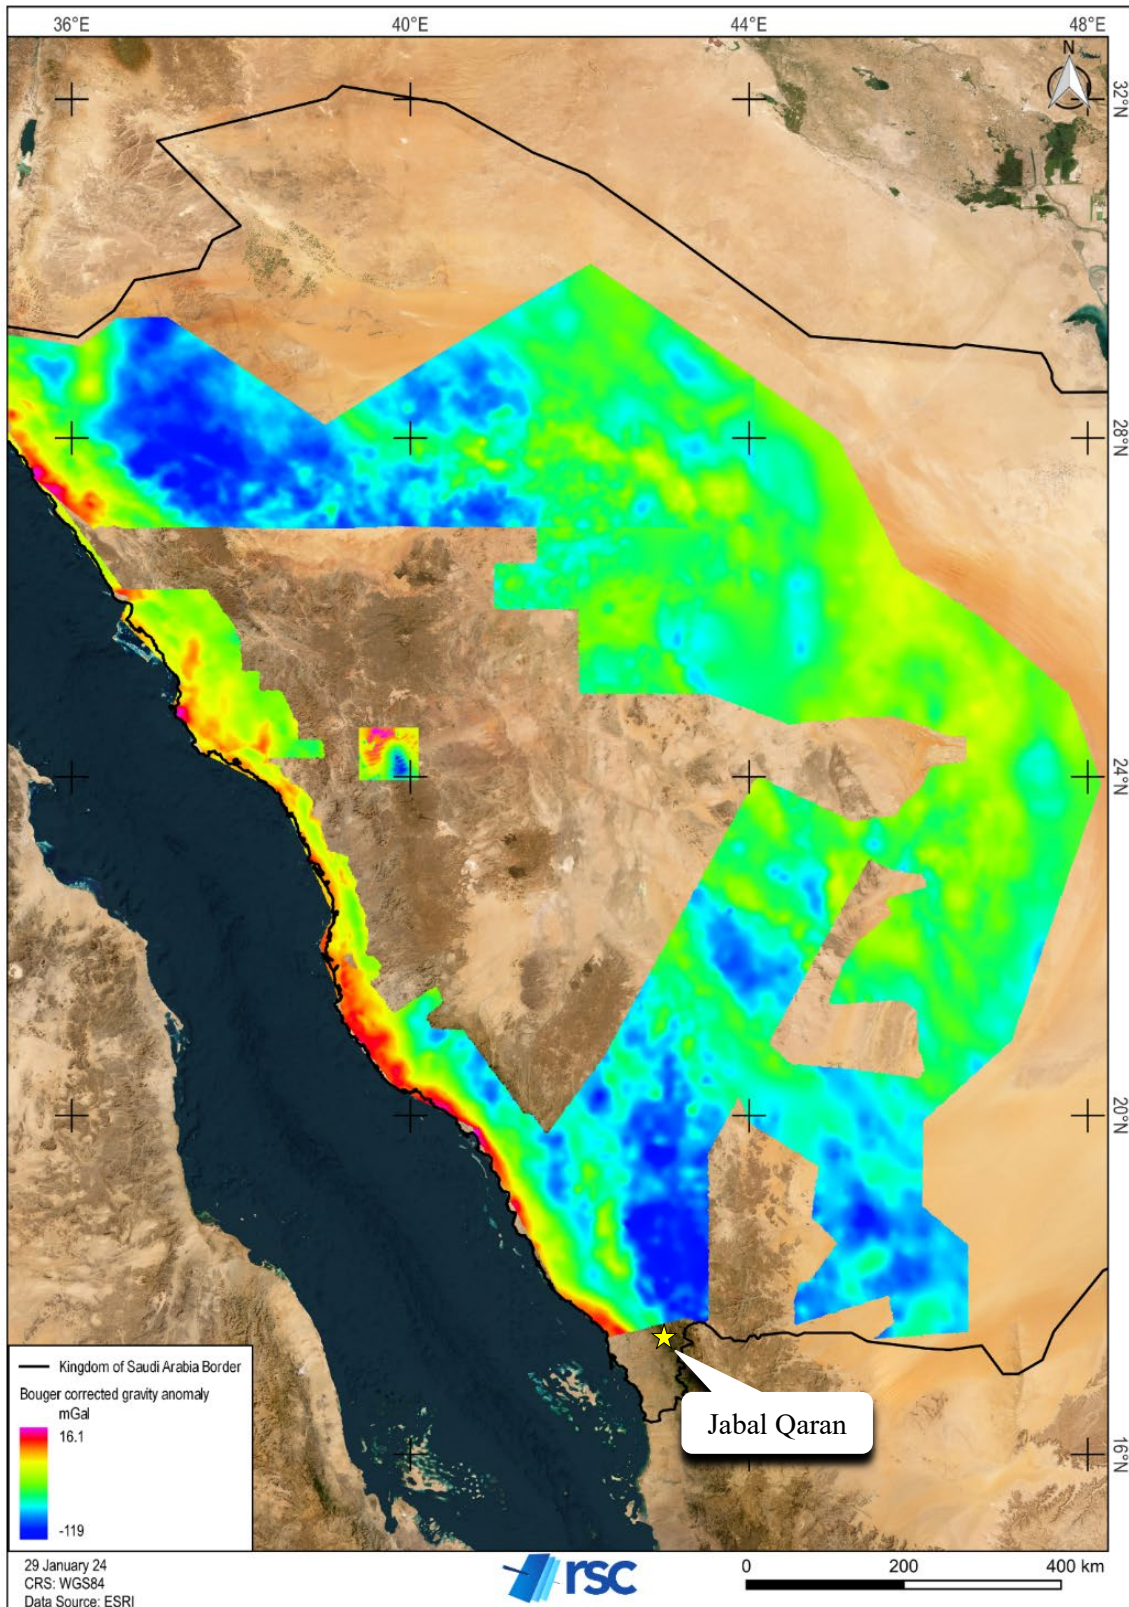 36°E
40°E
44°E
48°E
N
32°N
28°N
24°N
20°N
16°N
Kingdom of Saudi Arabia Border
Bouger corrected gravity anomaly
mGal
16.1
-119
Jabal Qaran
29 January 24
CRS: WGS84
Data Source: ESRI
rsc
0
200
400 km